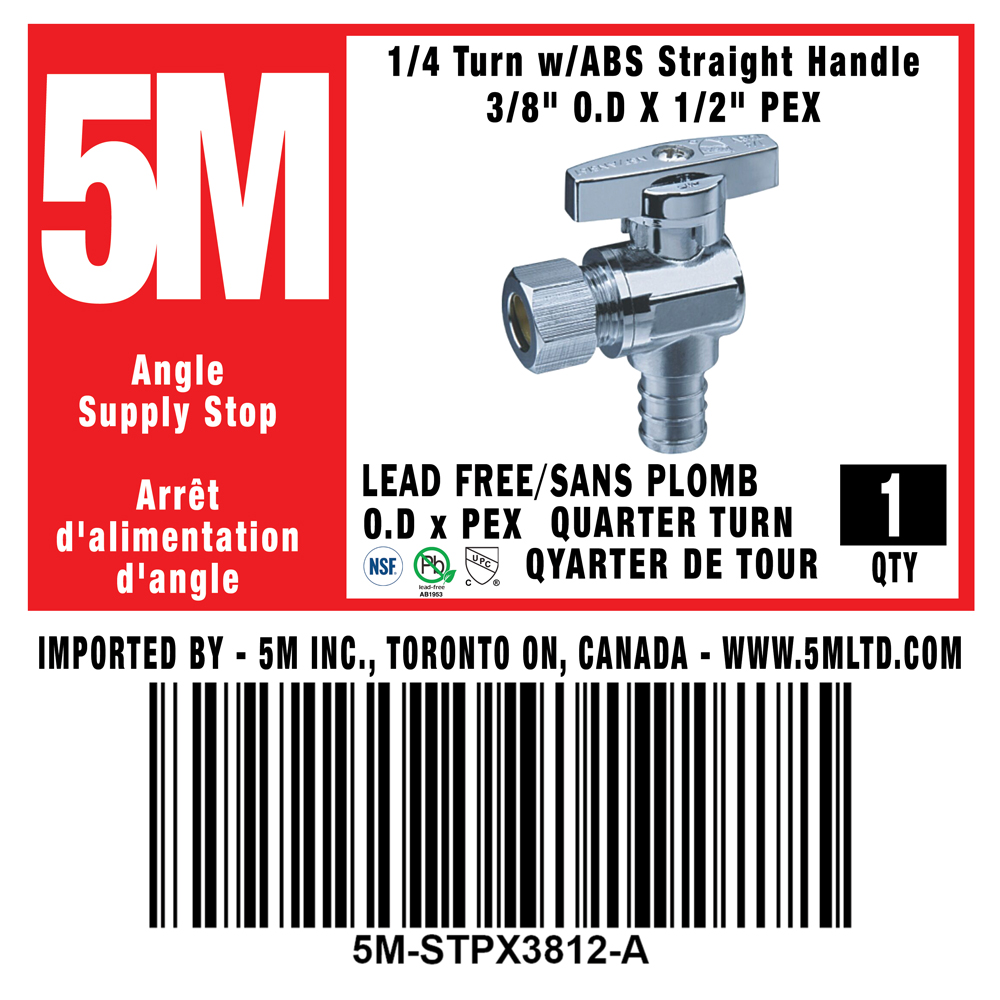 5M
Angle
Supply Stop
Arrêt
d'alimentation
d'angle
1/4 Turn w/ABS Straight Handle
3/8" O.D X 1/2" PEX
LEAD FREE/SANS PLOMB
O.D x PEX QUARTER TURN
QYARTER DE TOUR
NSF
Pb
lead-free
AB1953
UPC
C ®
1
QTY
IMPORTED BY - 5M INC., TORONTO ON, CANADA - WWW.5MLTD.COM
5M-STPX3812-A